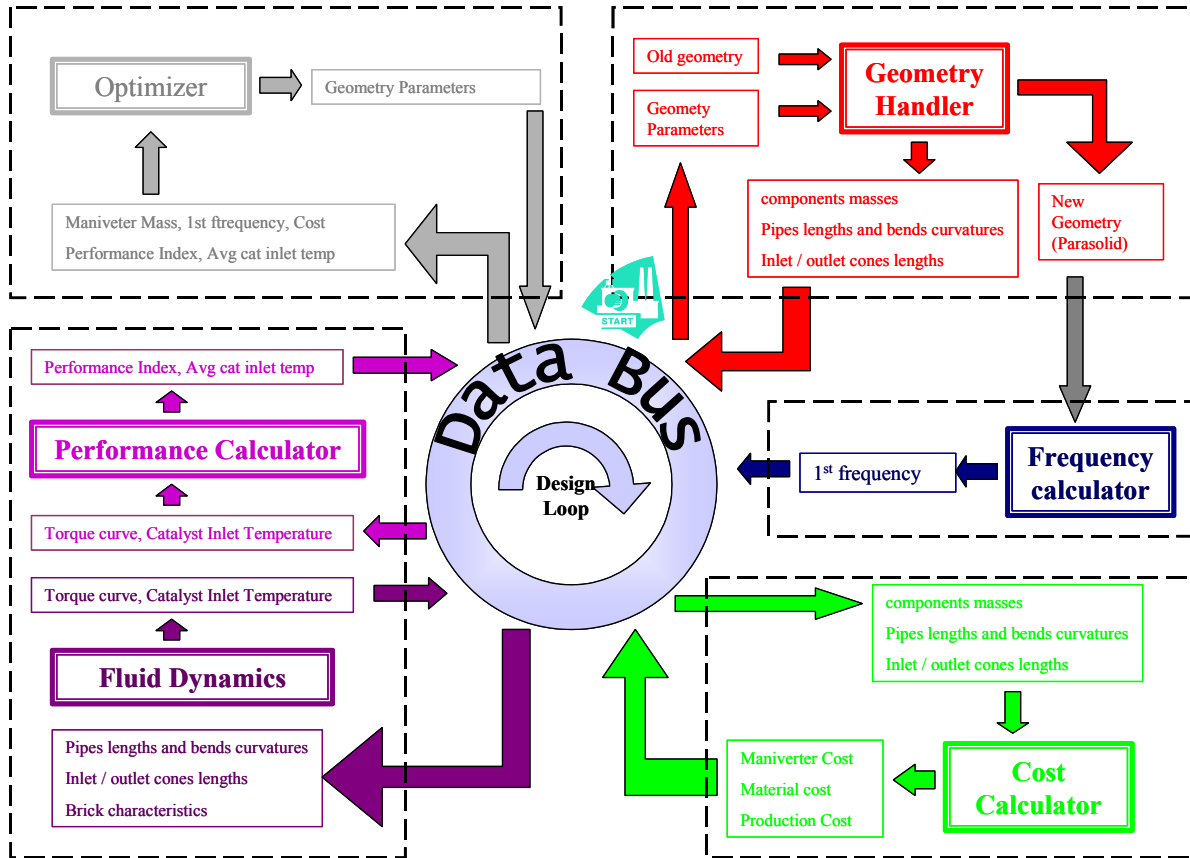 Optimizer
Geometry Parameters
Maniveter Mass, 1st ftrequency, Cost
Performance Index, Avg cat inlet temp
Old geometry
Geomety
Parameters
Geometry
Handler
components masses
Pipes lengths and bends curvatures
Inlet / outlet cones lengths
New
Geometry
(Parasolid)
START
Data Bus
Design
Loop
Performance Index, Avg cat inlet temp
Performance Calculator
Torque curve, Catalyst Inlet Temperature
Torque curve, Catalyst Inlet Temperature
Fluid Dynamics
Pipes lengths and bends curvatures
Inlet / outlet cones lengths
Brick characteristics
1st frequency
Frequency
calculator
components masses
Pipes lengths and bends curvatures
Inlet / outlet cones lengths
Maniverter Cost
Material cost
Production Cost
Cost
Calculator